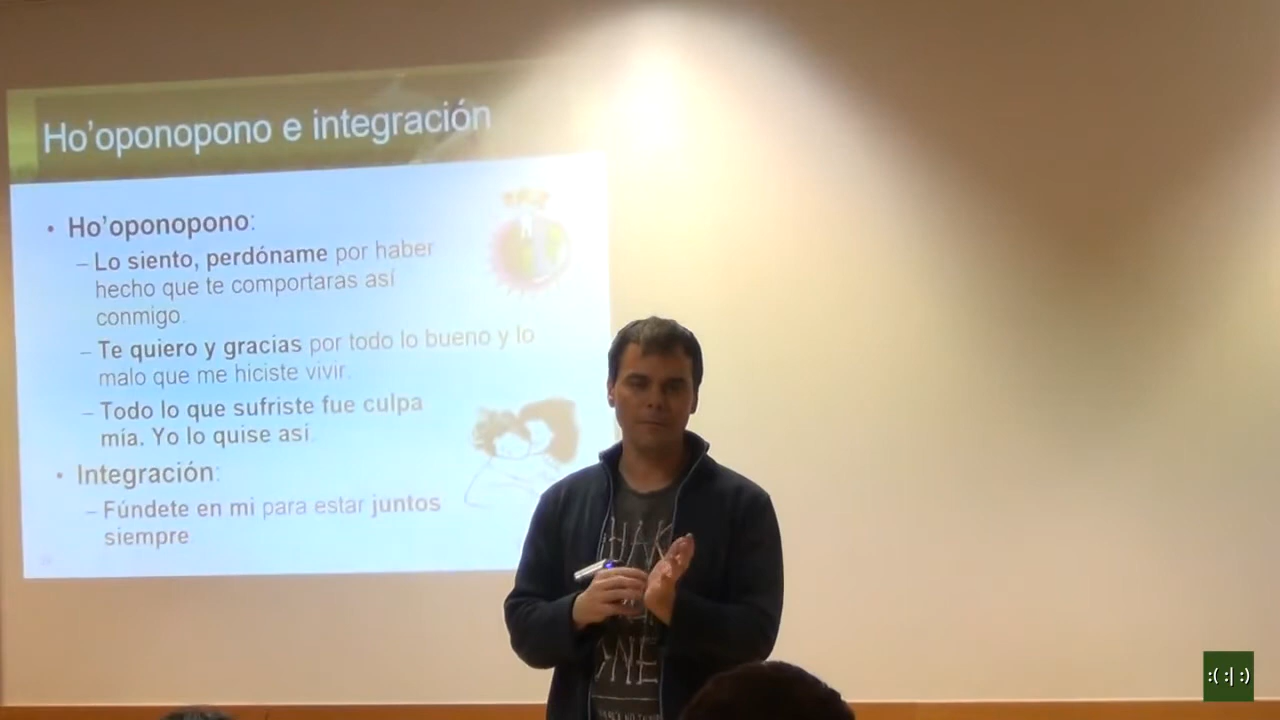 Ho'oponopono e integración
• Ho'oponopono:
– Lo siento, perdóname por haber
hecho que te comportaras así
conmigo.
– Te quiero y gracias por todo lo bueno y lo
malo que me hiciste vivir.
– Todo lo que sufriste fue culpa
mía. Yo lo quise así.
• Integración:
– Fúndete en mi para estar juntos
siempre
:( :| :)